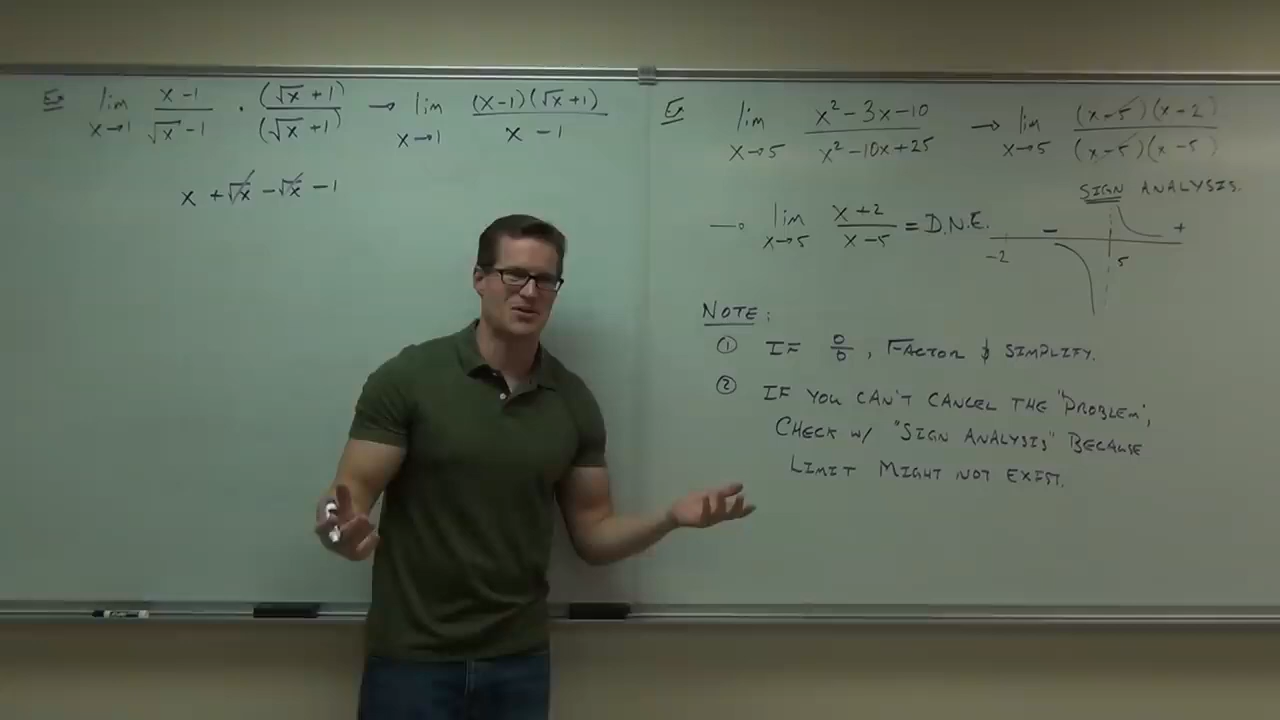 Ex lim x→1 x-1 / √x -1 · (√x +1) / (√x +1) → lim x→1 (x-1)(√x+1) / x-1
x + √x - √x - 1
Ex lim x→5 x²-3x-10 / x²-10x+25 → lim x→5 (x-5)(x-2) / (x-5)(x-5)
SIGN ANALYSIS.
→ lim x→5 x+2 / x-5 = D.N.E. - +
-2 5
NOTE:
① IF 0/0, FACTOR & SIMPLIFY.
② IF YOU CAN'T CANCEL THE "PROBLEM",
CHECK W/ "SIGN ANALYSIS" BECAUSE
LIMIT MIGHT NOT EXIST.